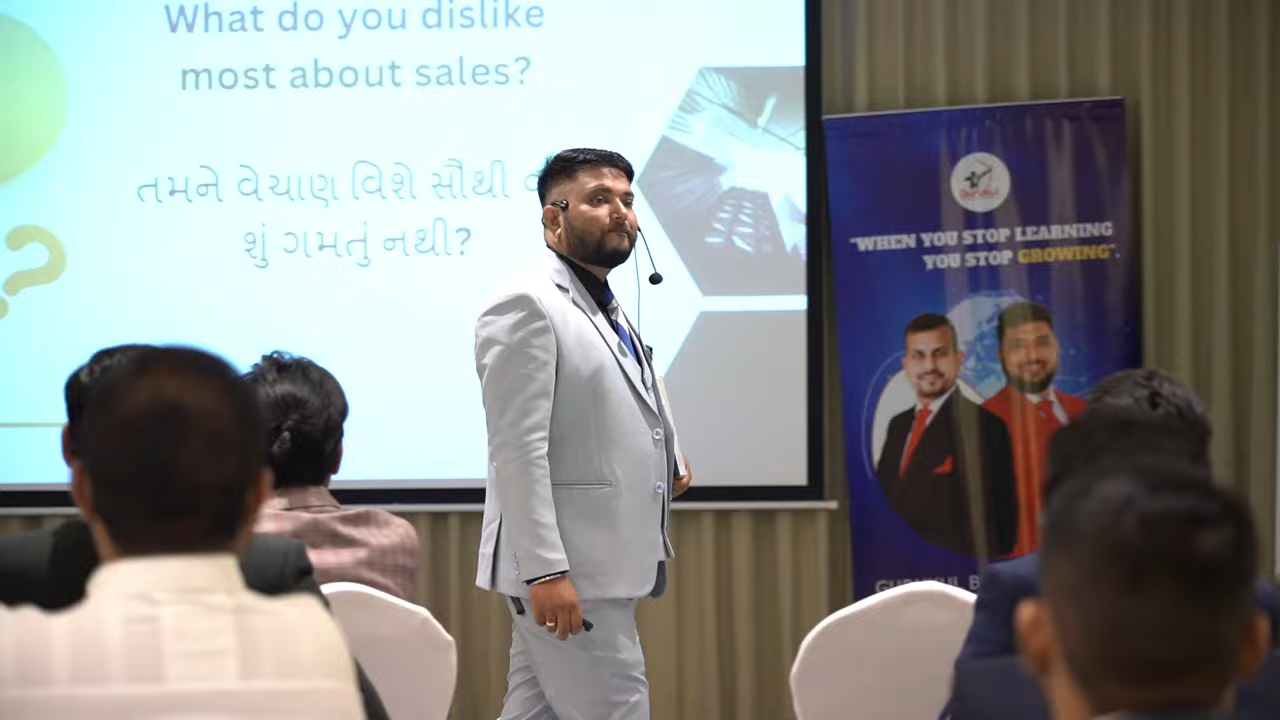 What do you dislike
most about sales?
તમને વેચાણ વિશે સૌથી
શું ગમતું નથી?
"WHEN YOU STOP LEARNING
YOU STOP GROWING".